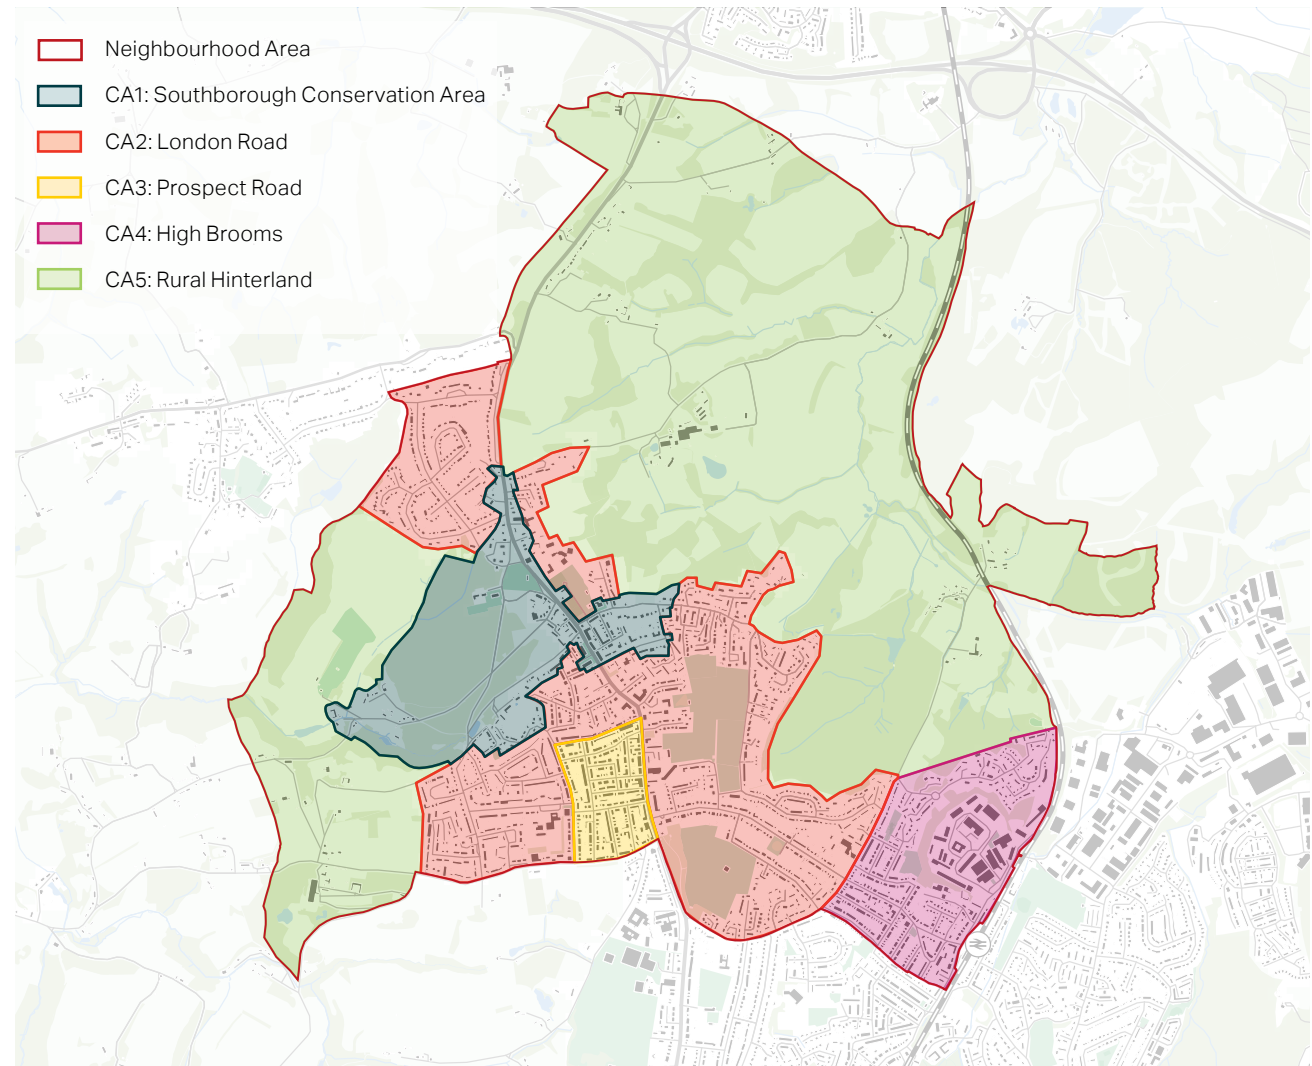 Neighbourhood Area
CA1: Southborough Conservation Area
CA2: London Road
CA3: Prospect Road
CA4: High Brooms
CA5: Rural Hinterland